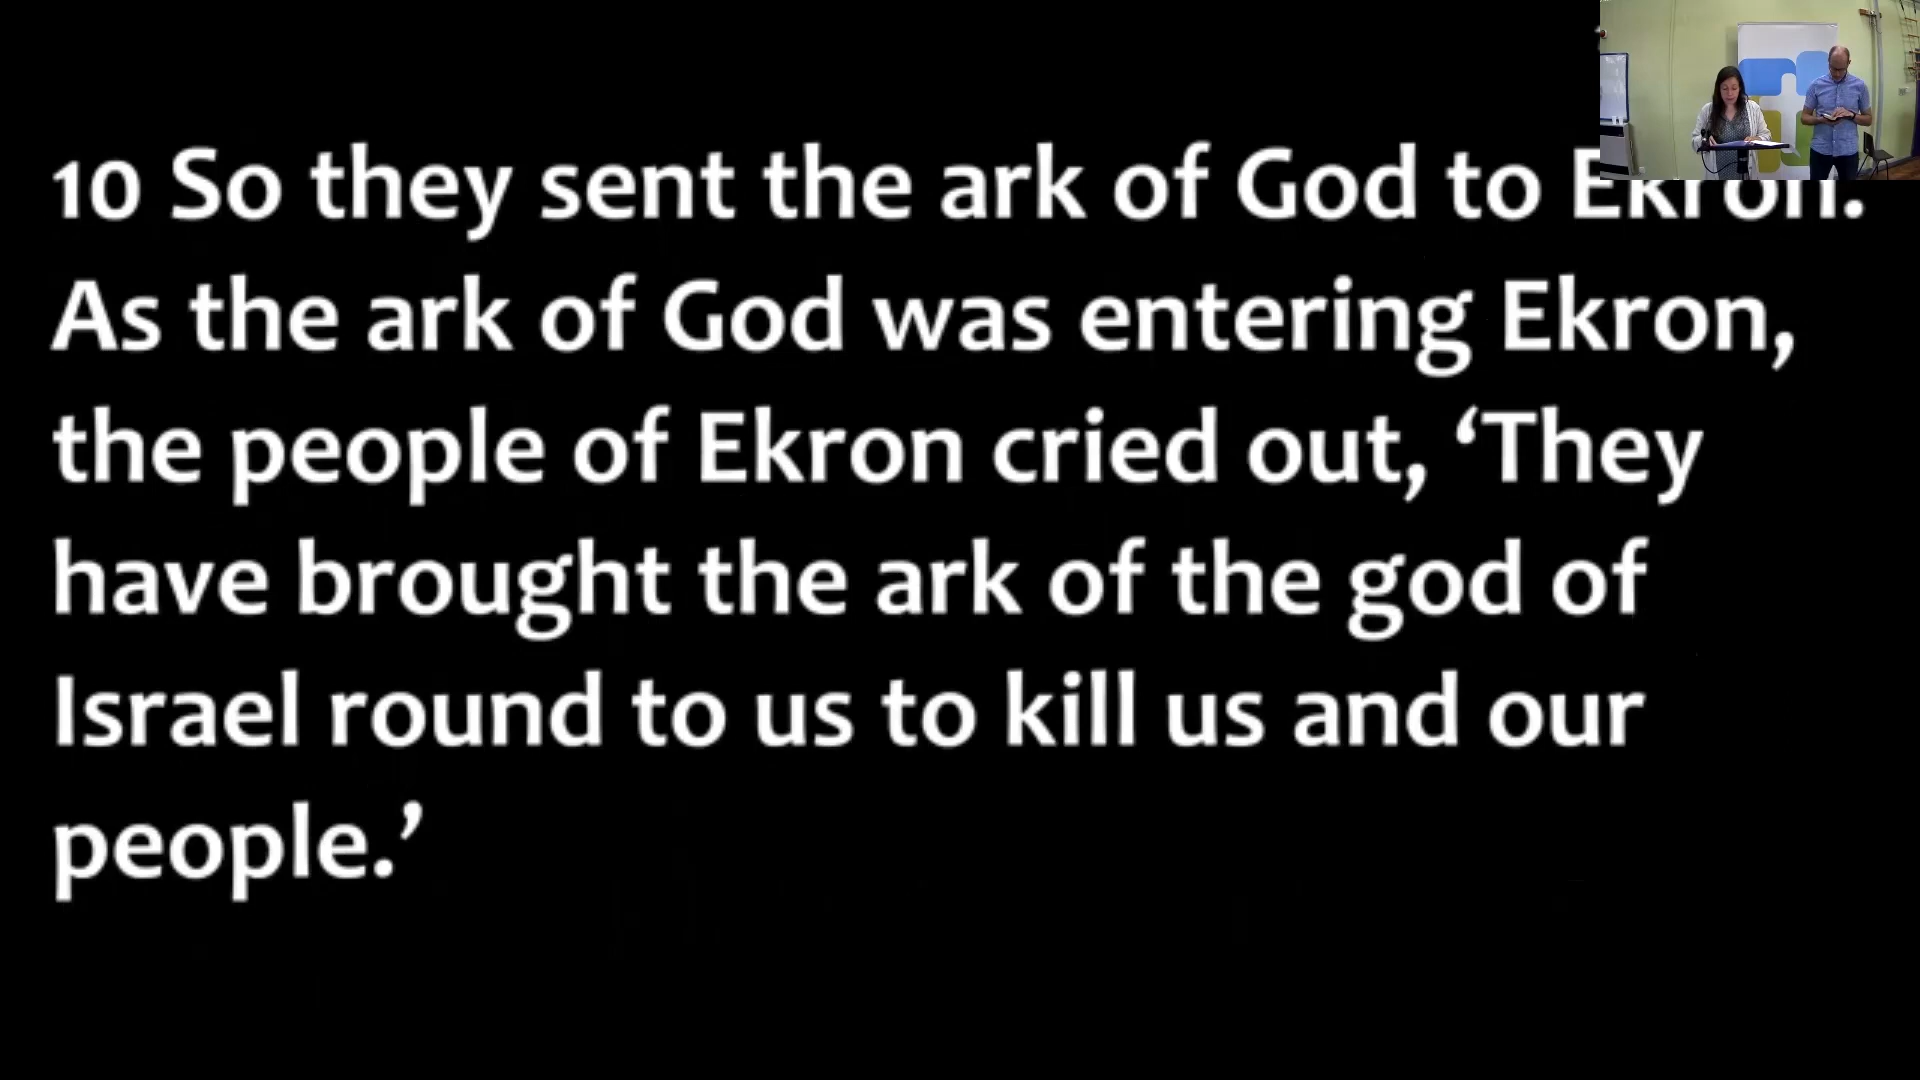 10 So they sent the ark of God to Ekron.
As the ark of God was entering Ekron,
the people of Ekron cried out, ‘They
have brought the ark of the god of
Israel round to us to kill us and our
people.’